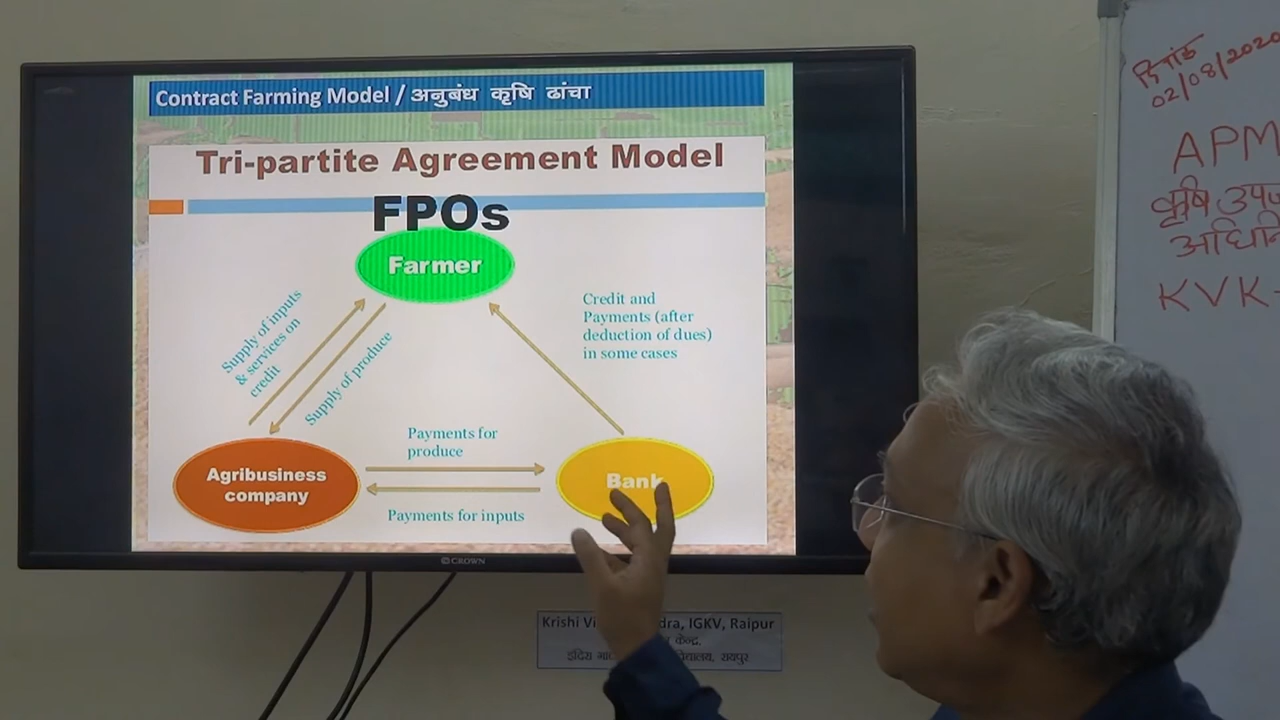 Contract Farming Model / अनुबंध कृषि ढांचा
Tri-partite Agreement Model
FPOs
Farmer
Supply of inputs
& services on
credit
Supply of produce
Credit and
Payments (after
deduction of dues)
in some cases
Payments for
produce
Agribusiness
company
Bank
Payments for inputs
CROWN
Krishi IGKV, Raipur
केन्द्र,
इंदिरा रायपुर
दिनांक
02/08/2020
APM
कृषि उपज
KVK-